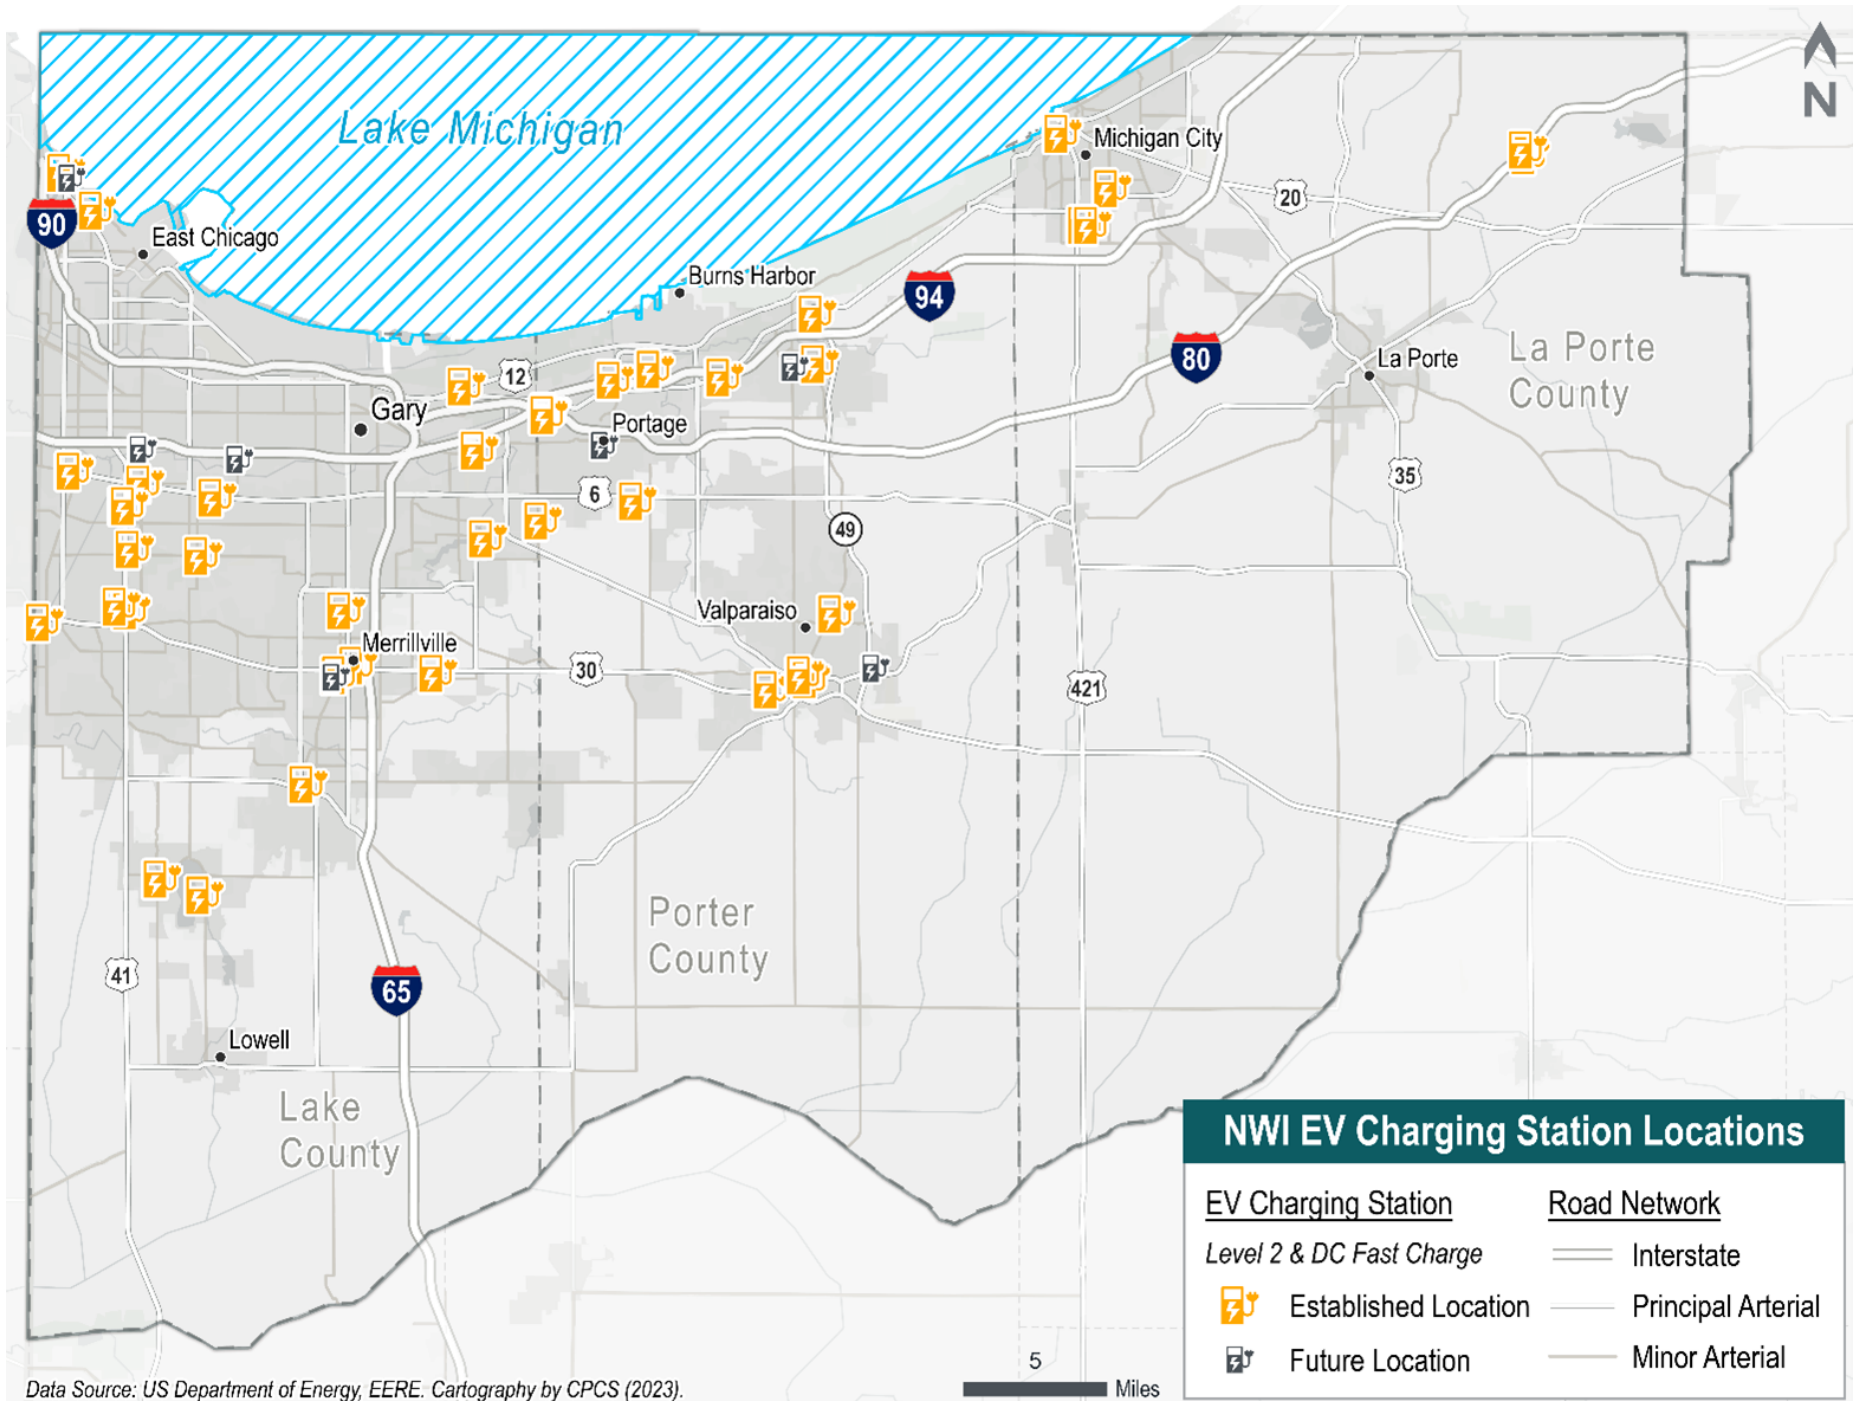 Lake Michigan
N
Michigan City
20
90
East Chicago
Burns Harbor
94
80
La Porte
La Porte
County
12
Gary
Portage
6
35
49
Valparaiso
Merrillville
30
421
Porter
County
41
65
Lowell
Lake
County
NWI EV Charging Station Locations
EV Charging Station
Road Network
Level 2 & DC Fast Charge
Interstate
Established Location
Principal Arterial
Future Location
Minor Arterial
5
Miles
Data Source: US Department of Energy, EERE. Cartography by CPCS (2023).